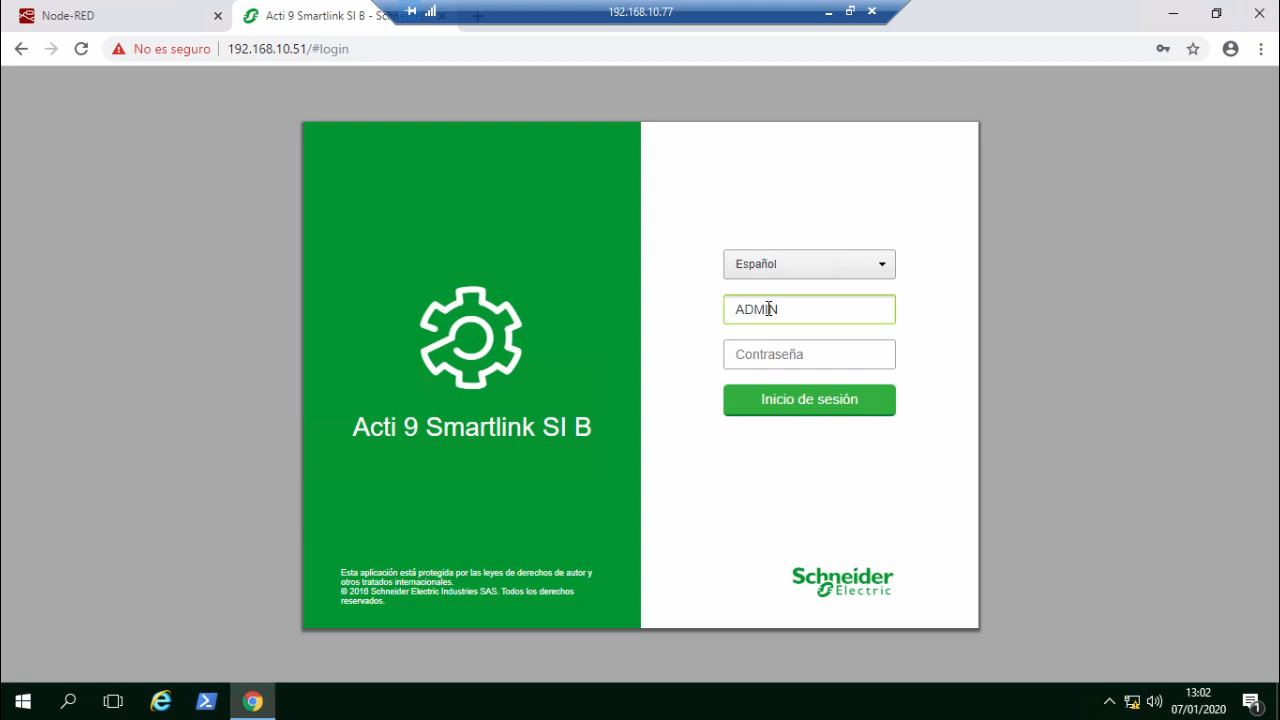 192.168.10.77
Node-RED
Acti 9 Smartlink SI B - Sc
No es seguro
192.168.10.51/#login
Español
ADMIN
Contraseña
Inicio de sesión
Acti 9 Smartlink SI B
Esta aplicación está protegida por las leyes de derechos de autor y
otros tratados internacionales.
© 2018 Schneider Electric Industries SAS. Todos los derechos
reservados.
Schneider
Electric
13:02
07/01/2020
1